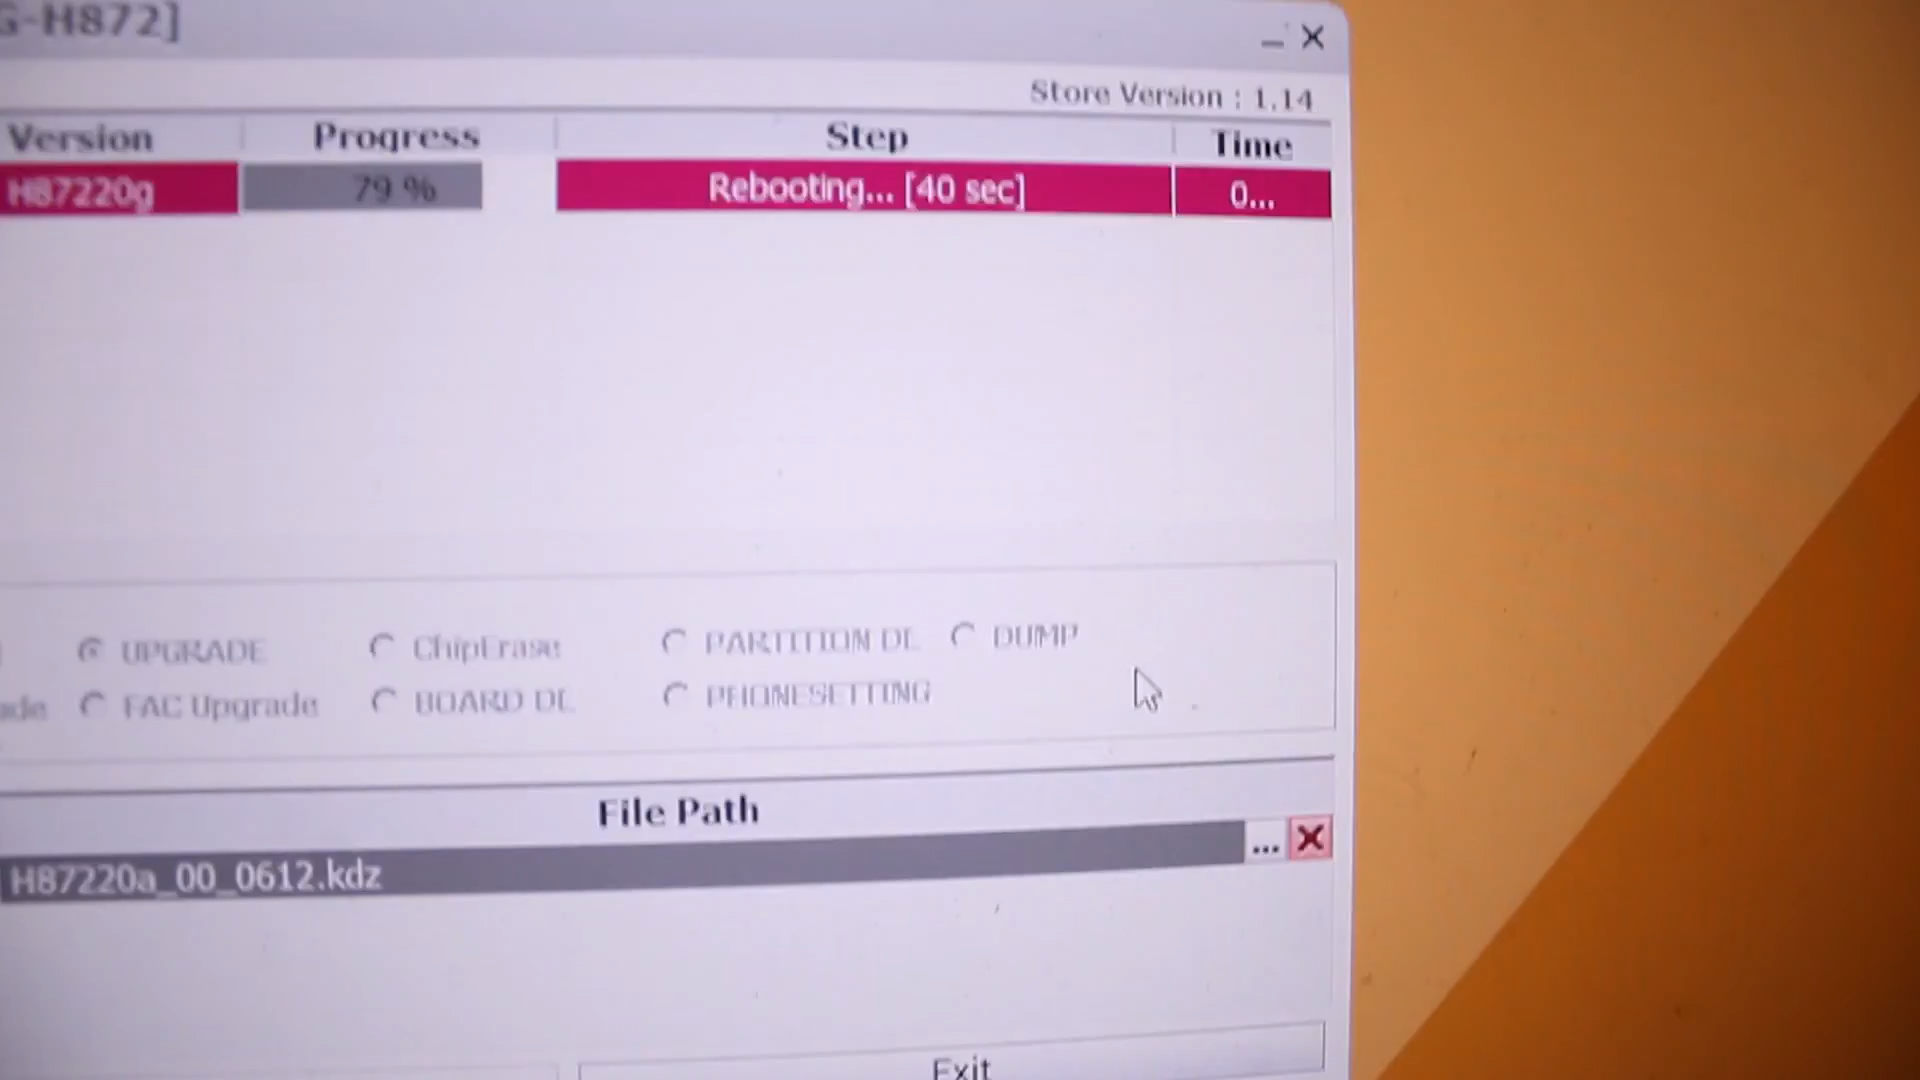 G-H872]
Store Version : 1.14
Version Progress Step Time
H87220g 79 % Rebooting... [40 sec] 0...
UPGRADE ChipErase PARTITION DL DUMP
ade FAC Upgrade BOARD DL PHONESETTING
File Path
H87220a_00_0612.kdz ...
Exit